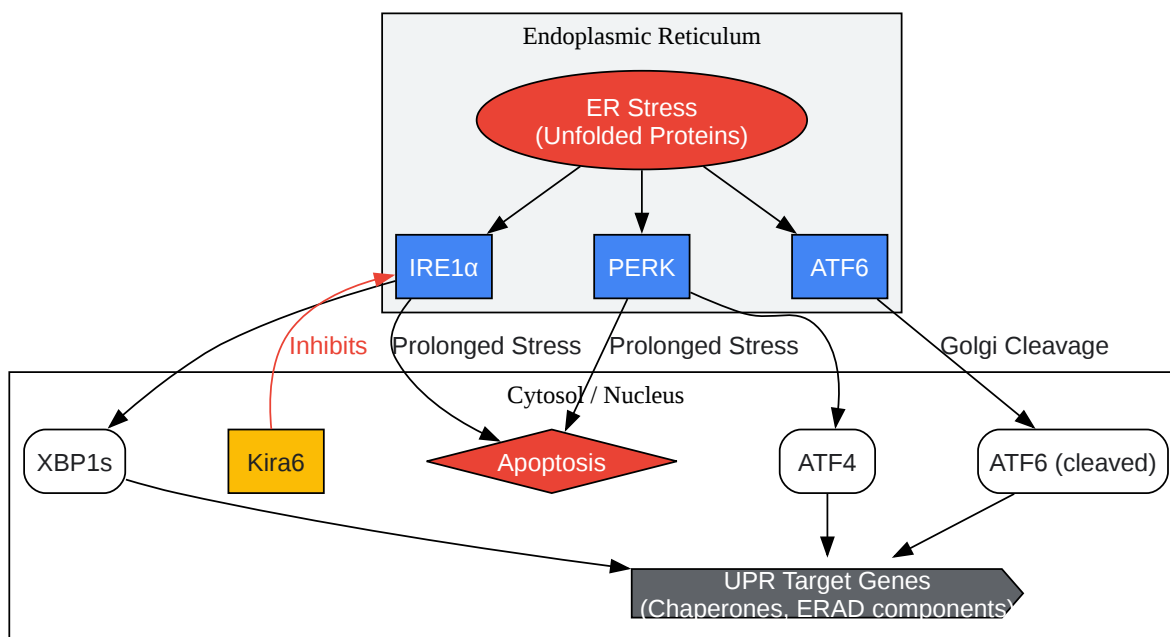 Endoplasmic Reticulum
ER Stress
(Unfolded Proteins)
IRE1α
PERK
ATF6
Inhibits
Prolonged Stress
Prolonged Stress
Golgi Cleavage
Cytosol / Nucleus
XBP1s
Kira6
Apoptosis
ATF4
ATF6 (cleaved)
UPR Target Genes
(Chaperones, ERAD components)